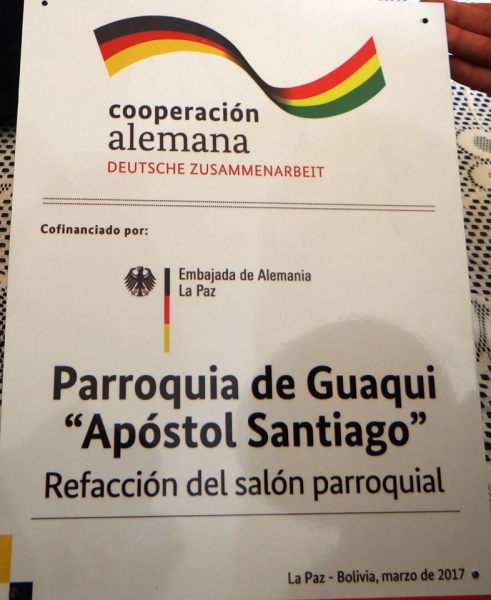 cooperación
alemana
DEUTSCHE ZUSAMMENARBEIT
Cofinanciado por:
Embajada de Alemania
La Paz
Parroquia de Guaqui
“Apóstol Santiago”
Refacción del salón parroquial
La Paz - Bolivia, marzo de 2017